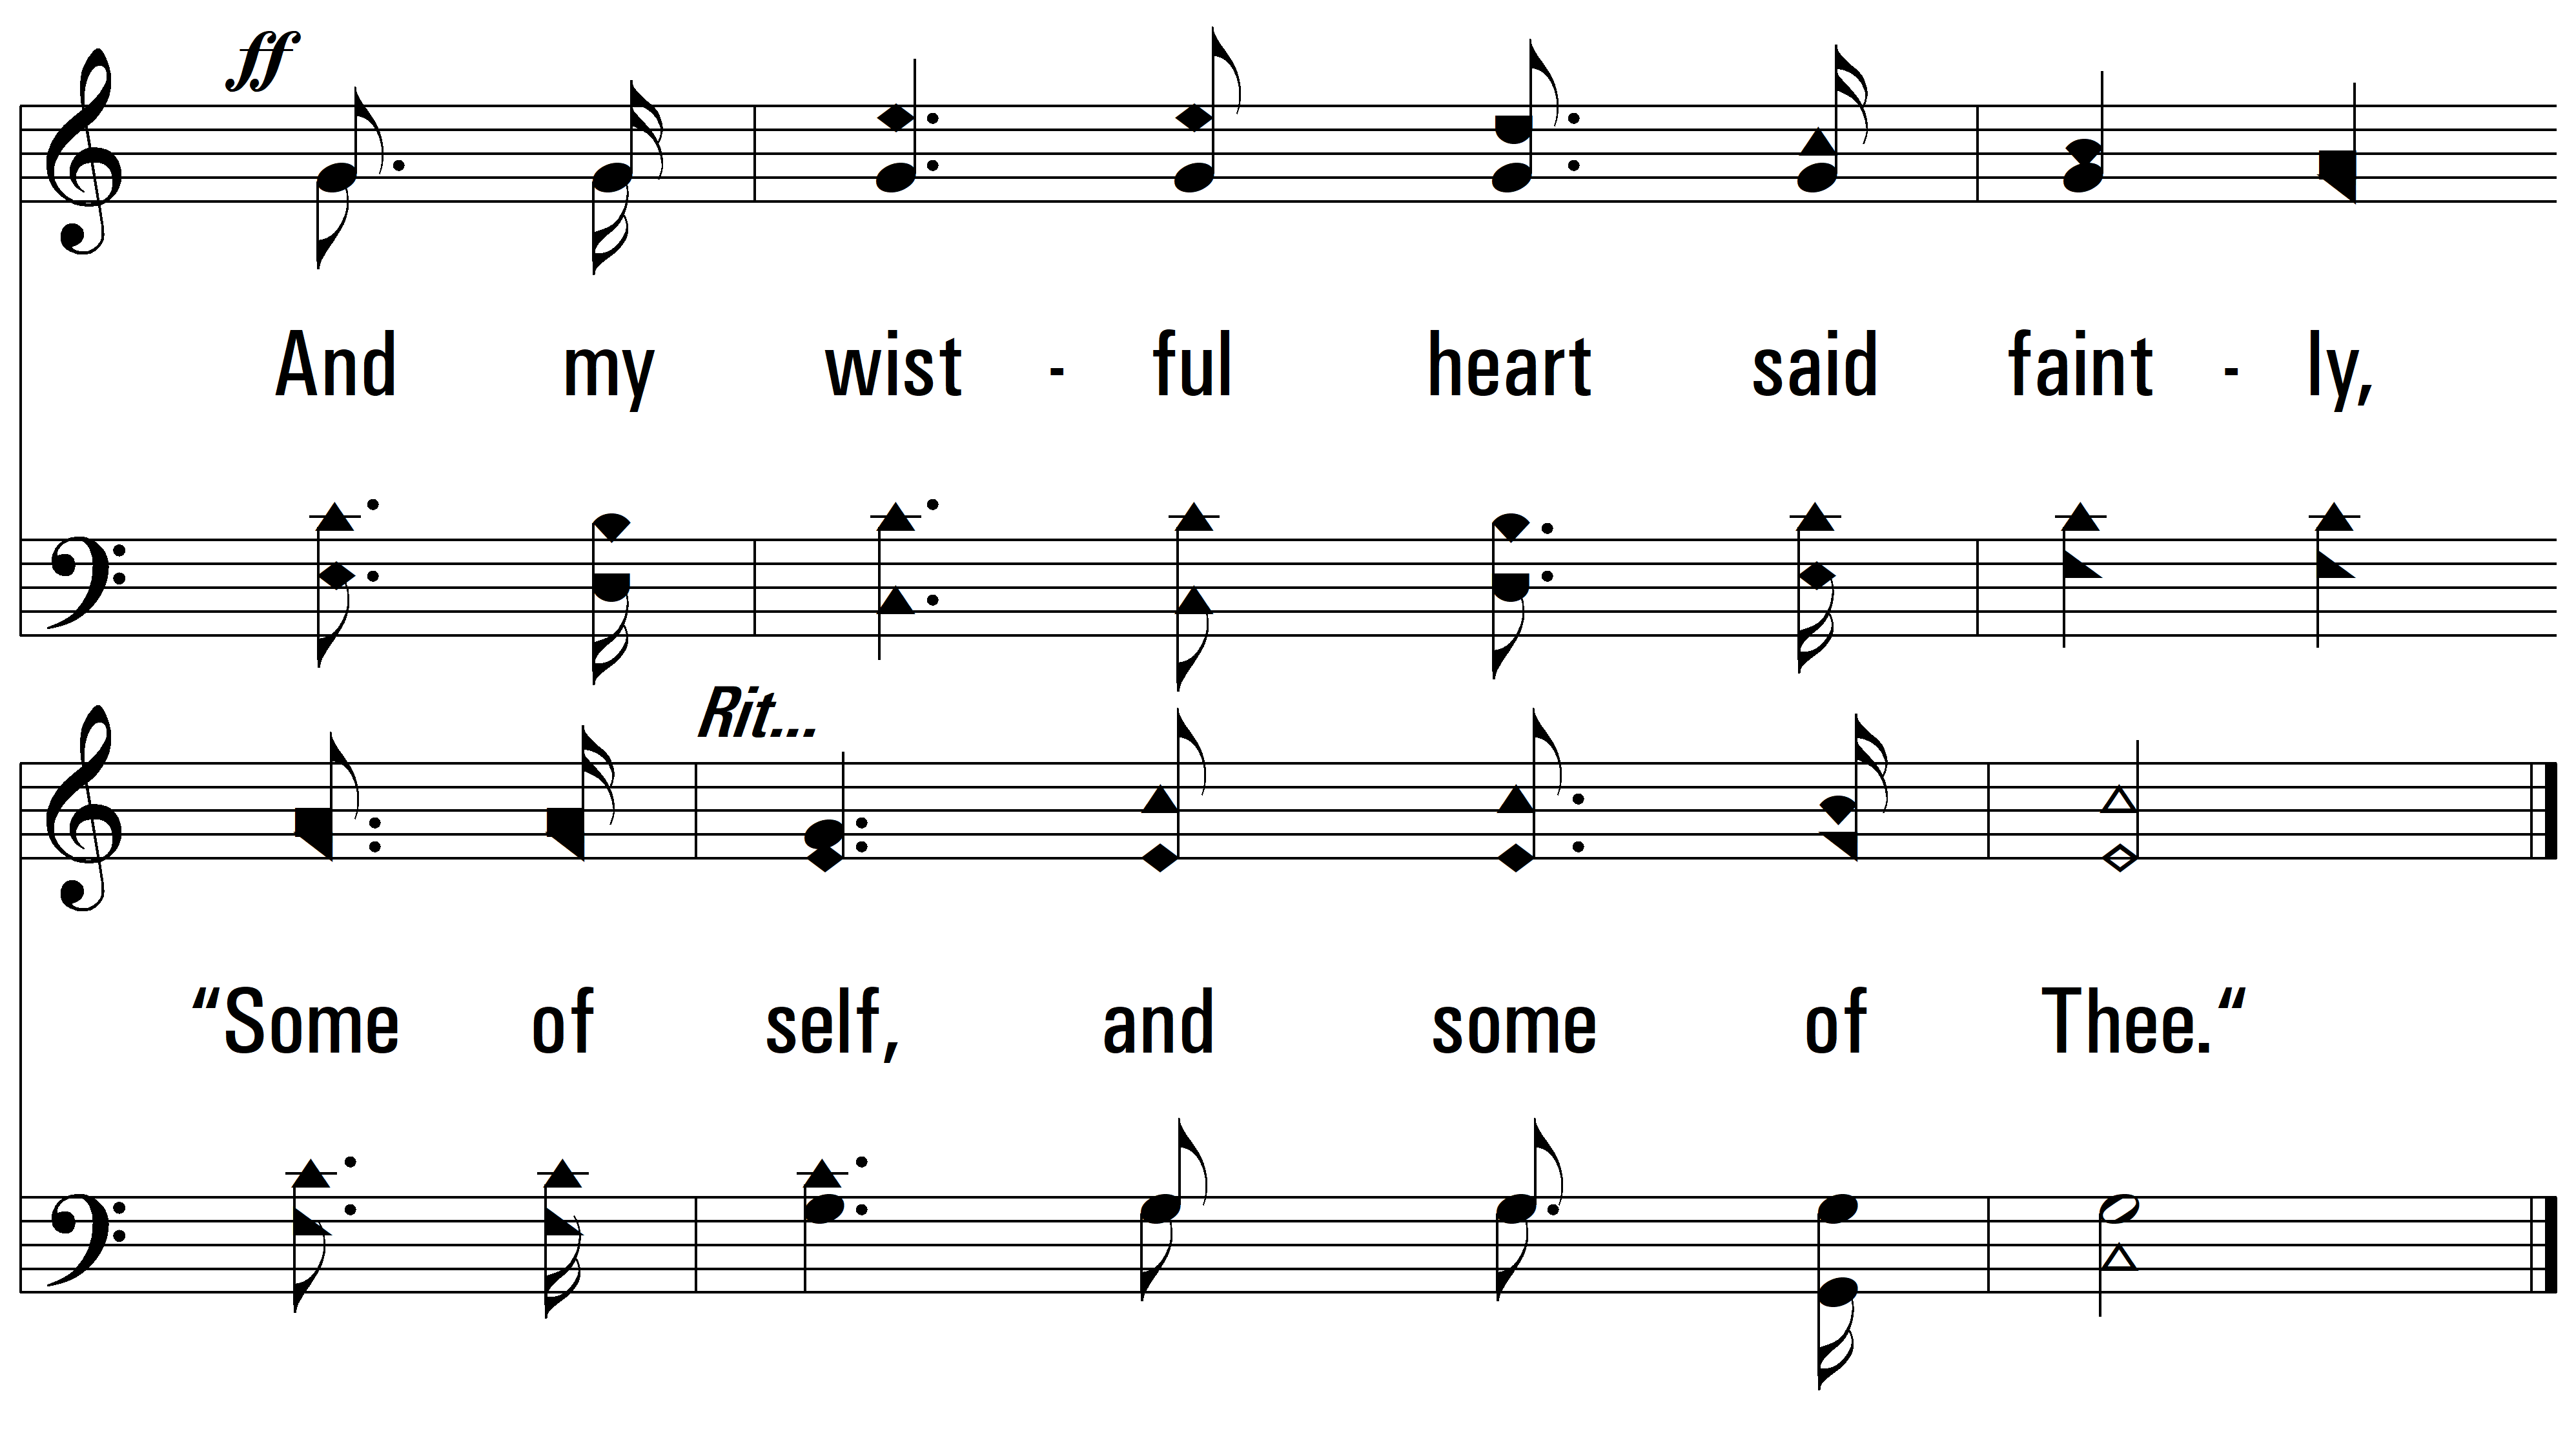 ff
And my wist - ful heart said faint - ly,
Rit...
“Some of self, and some of Thee.“